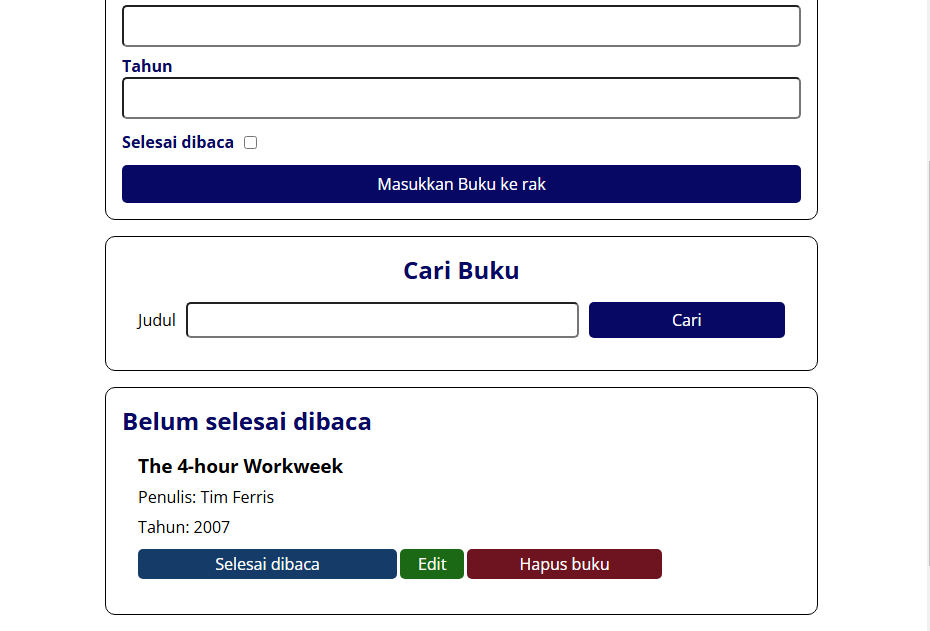 Tahun
Selesai dibaca
Masukkan Buku ke rak
Cari Buku
Judul
Cari
Belum selesai dibaca
The 4-hour Workweek
Penulis: Tim Ferris
Tahun: 2007
Selesai dibaca Edit Hapus buku